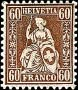 HELVETIA
60 60
60 60
FRANCO